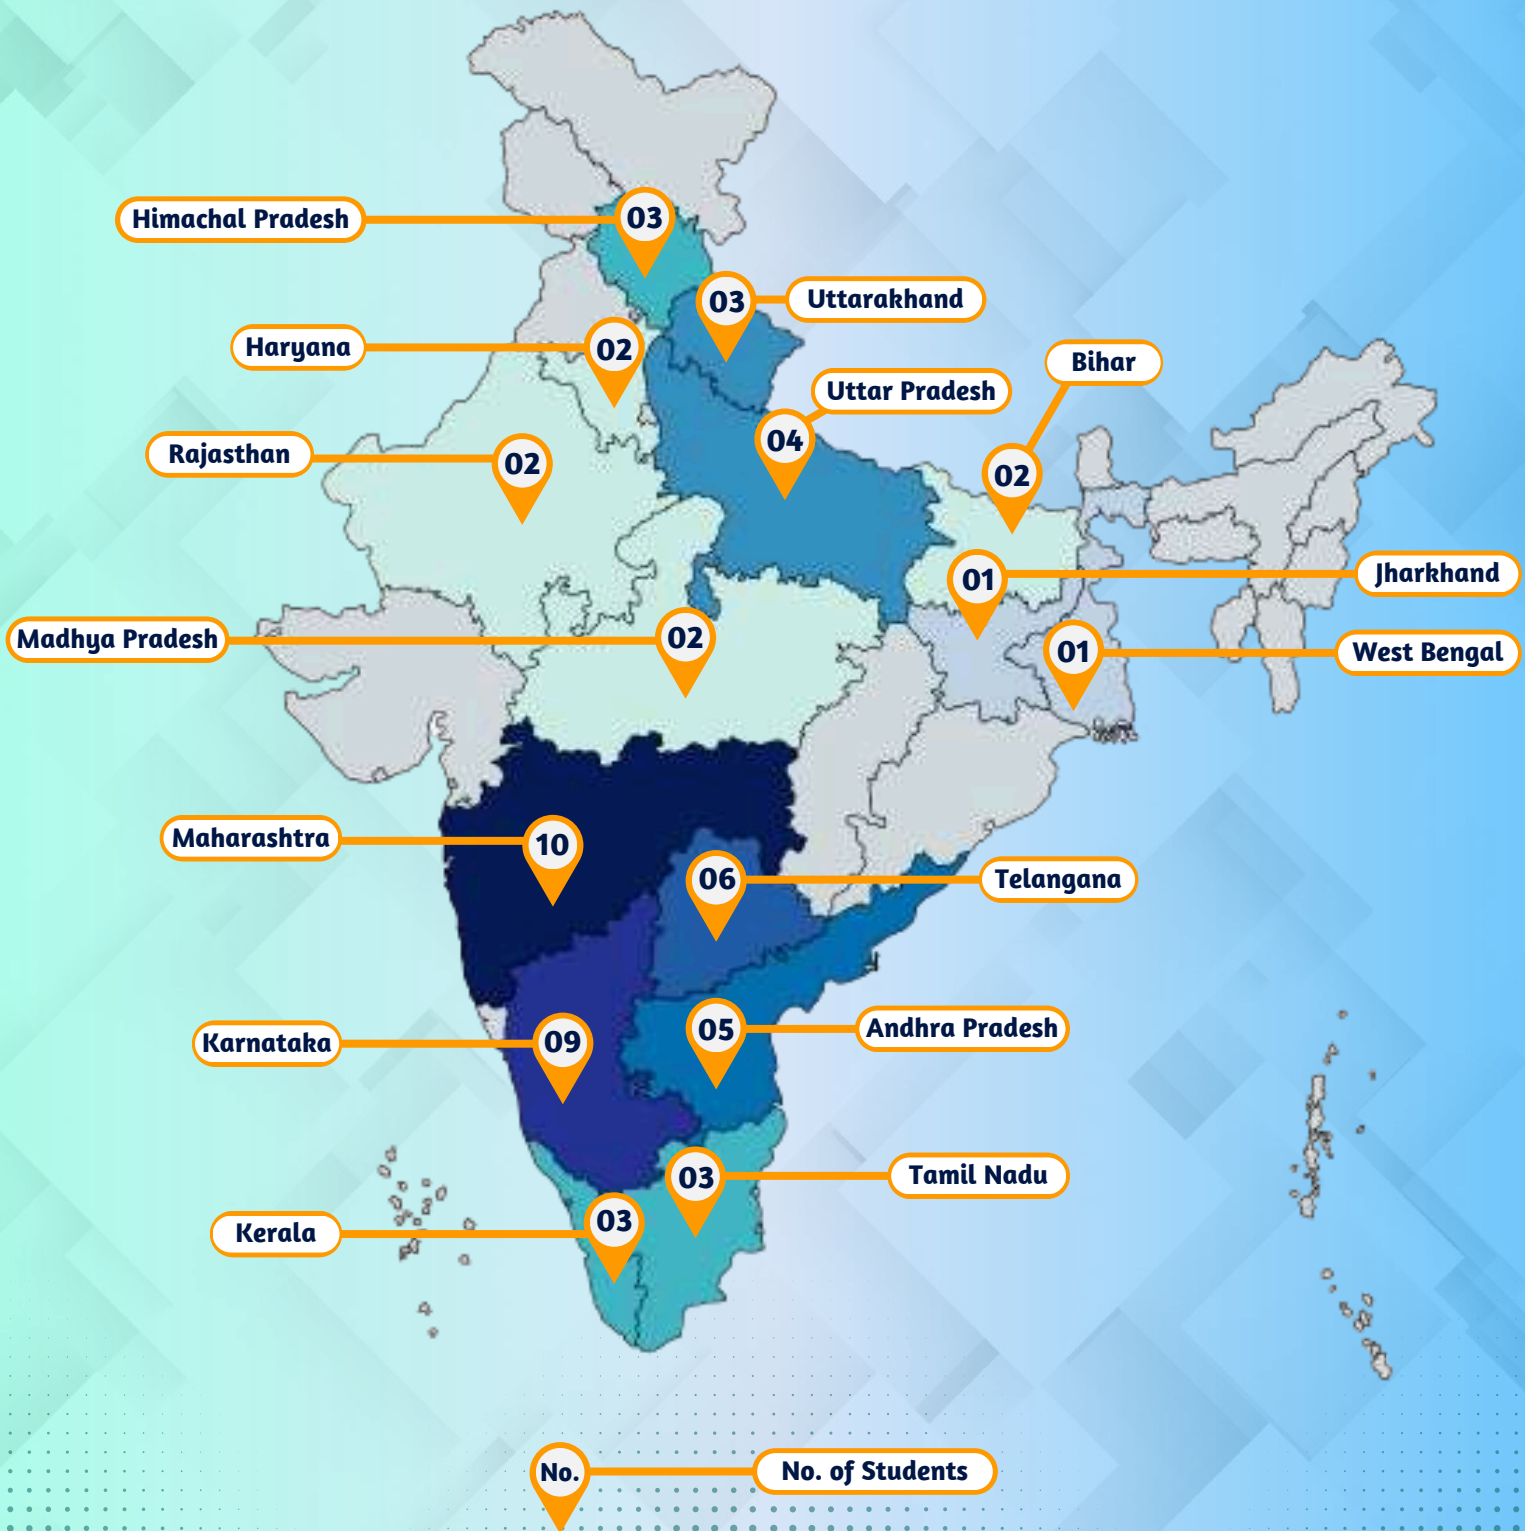 Himachal Pradesh
03
03
Uttarakhand
Haryana
02
Bihar
Uttar Pradesh
04
Rajasthan
02
02
01
Jharkhand
Madhya Pradesh
02
01
West Bengal
Maharashtra
10
06
Telangana
Karnataka
09
05
Andhra Pradesh
03
Tamil Nadu
Kerala
03
No.
No. of Students